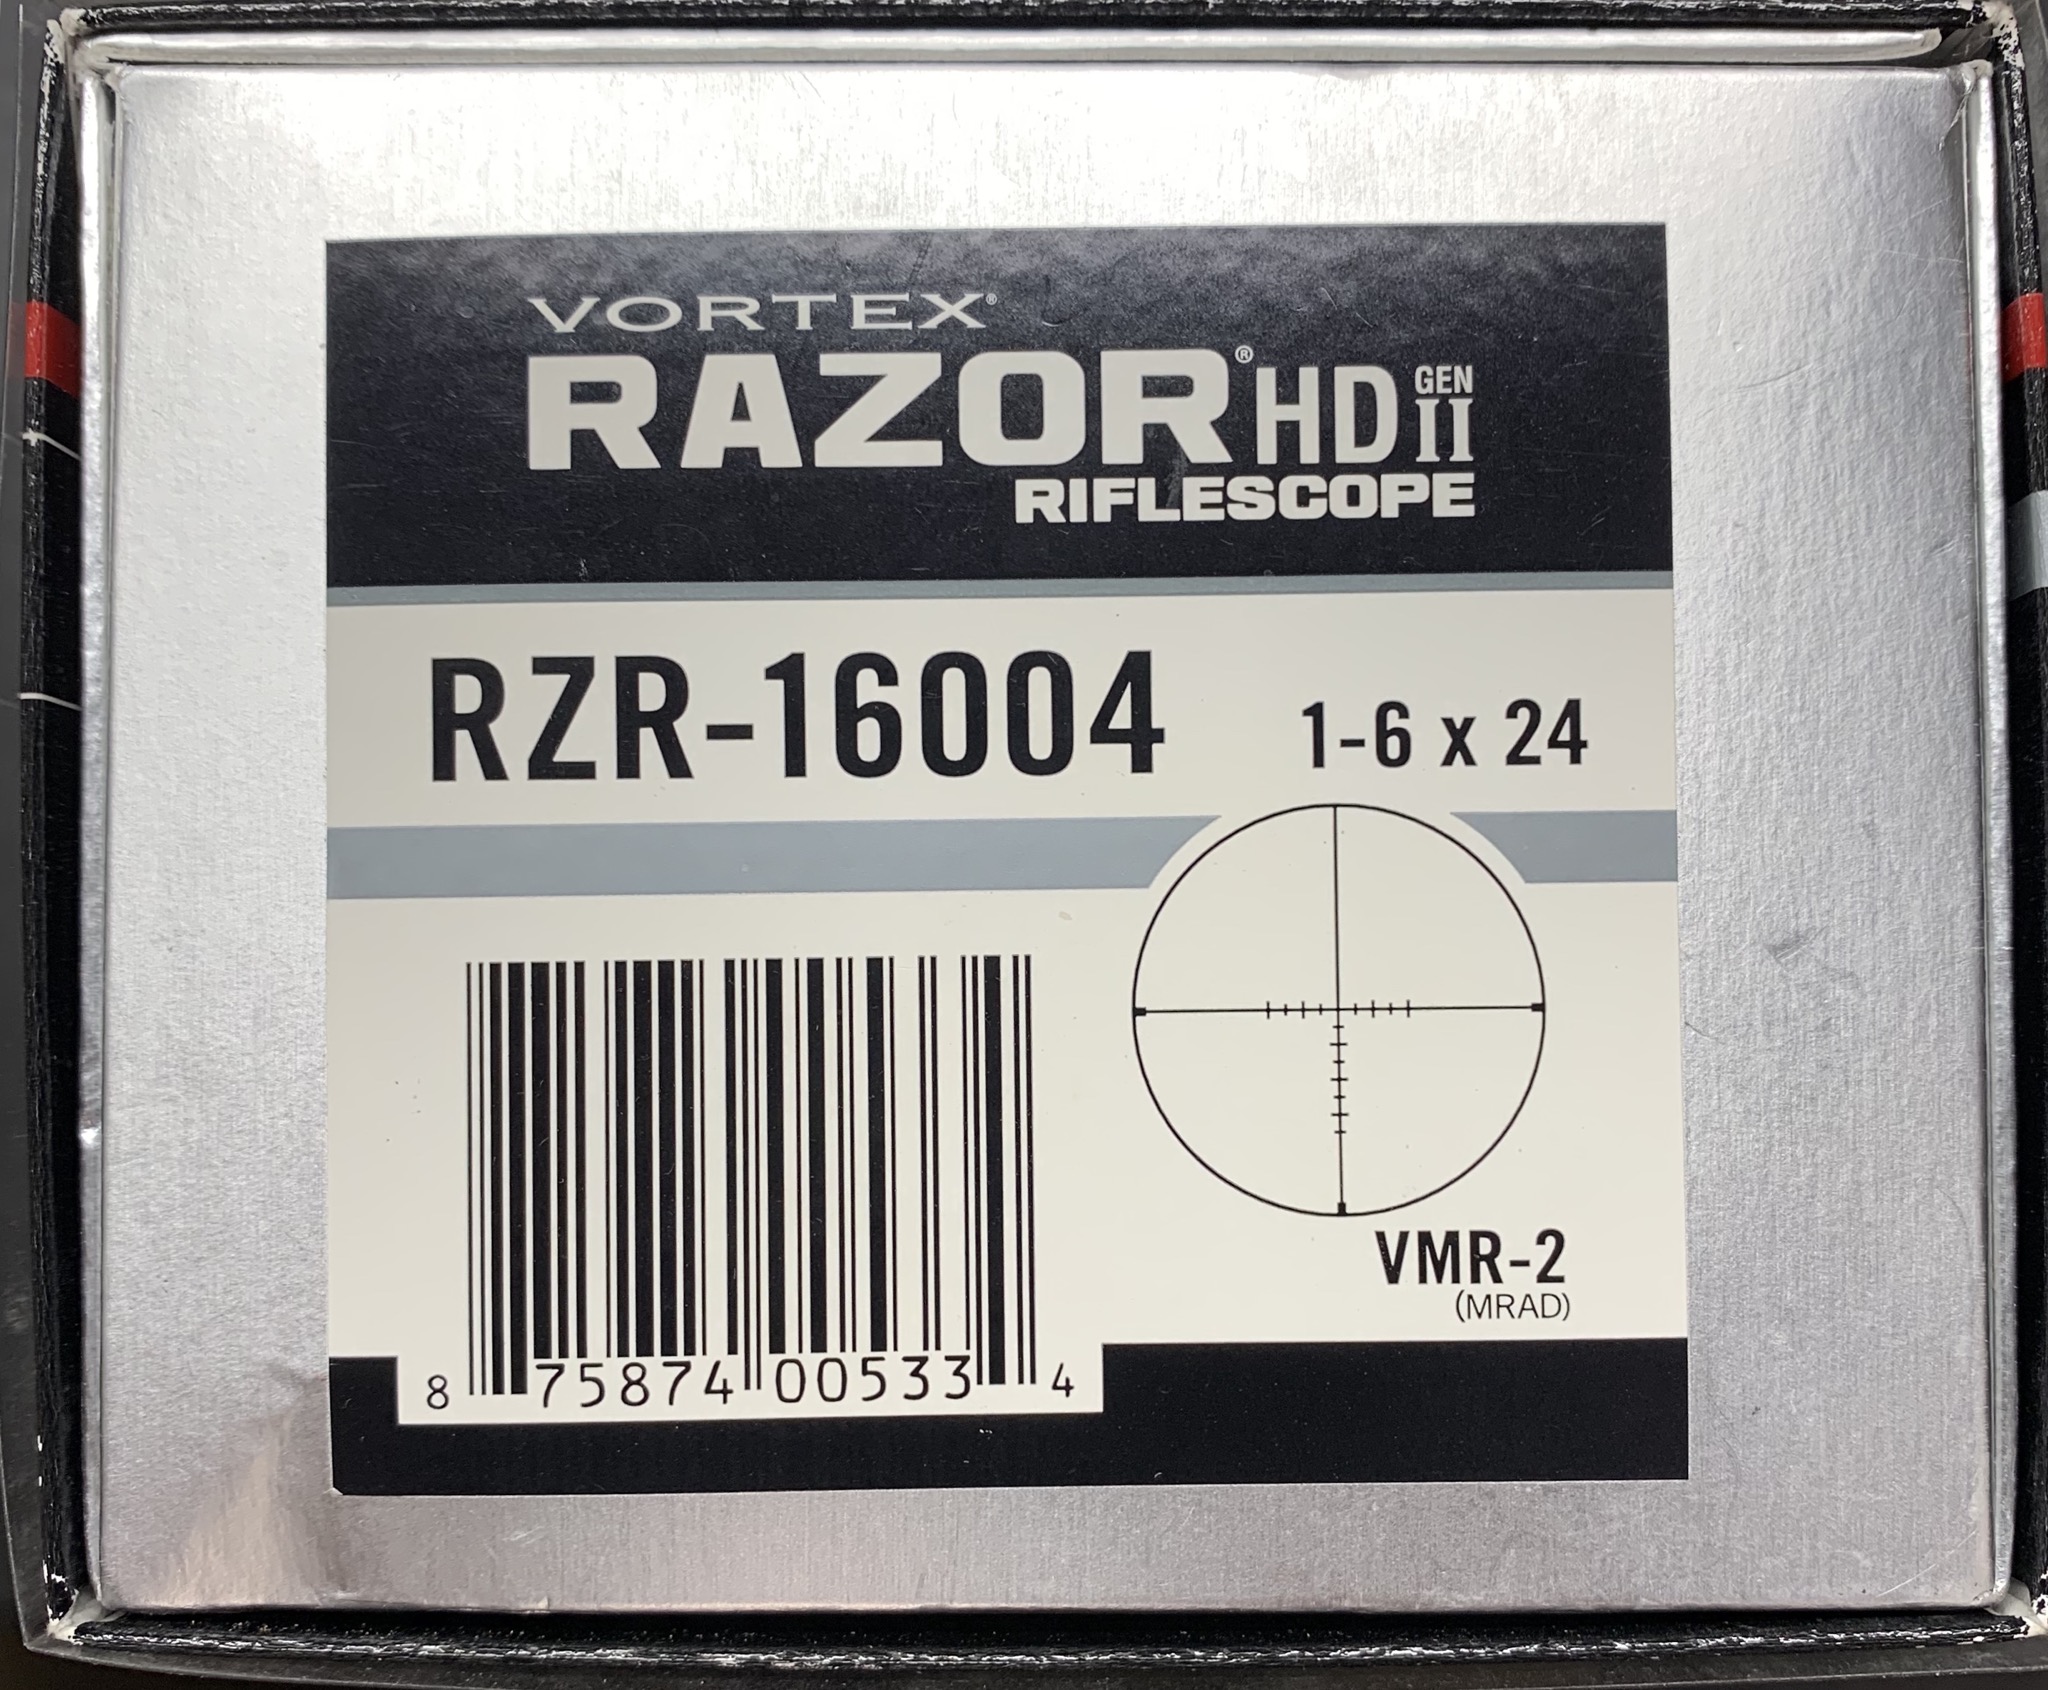 VORTEX®
RAZOR® HD GEN II
RIFLESCOPE
RZR-16004 1-6 x 24
VMR-2
(MRAD)
8 75874 00533 4